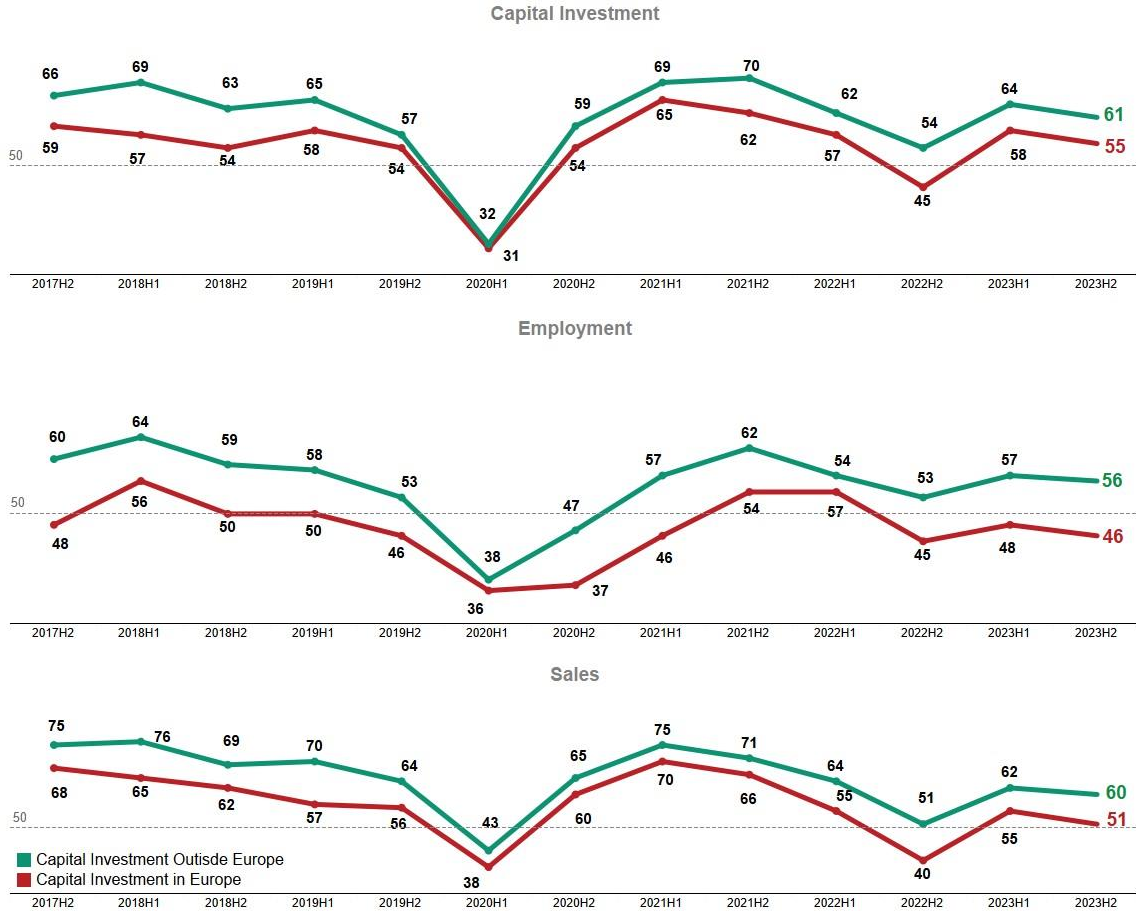 Capital Investment
66 69 63 65 57 32 59 69 70 62 54 64 61
50
59 57 54 58 54 31 54 65 62 57 45 58 55
2017H2 2018H1 2018H2 2019H1 2019H2 2020H1 2020H2 2021H1 2021H2 2022H1 2022H2 2023H1 2023H2
Employment
60 64 59 58 53 38 47 57 62 54 53 57 56
50
48 56 50 50 46 36 37 46 54 57 45 48 46
2017H2 2018H1 2018H2 2019H1 2019H2 2020H1 2020H2 2021H1 2021H2 2022H1 2022H2 2023H1 2023H2
Sales
75 76 69 70 64 43 65 75 71 64 51 62 60
50
68 65 62 57 56 38 60 70 66 55 40 55 51
Capital Investment Outisde Europe
Capital Investment in Europe
2017H2 2018H1 2018H2 2019H1 2019H2 2020H1 2020H2 2021H1 2021H2 2022H1 2022H2 2023H1 2023H2